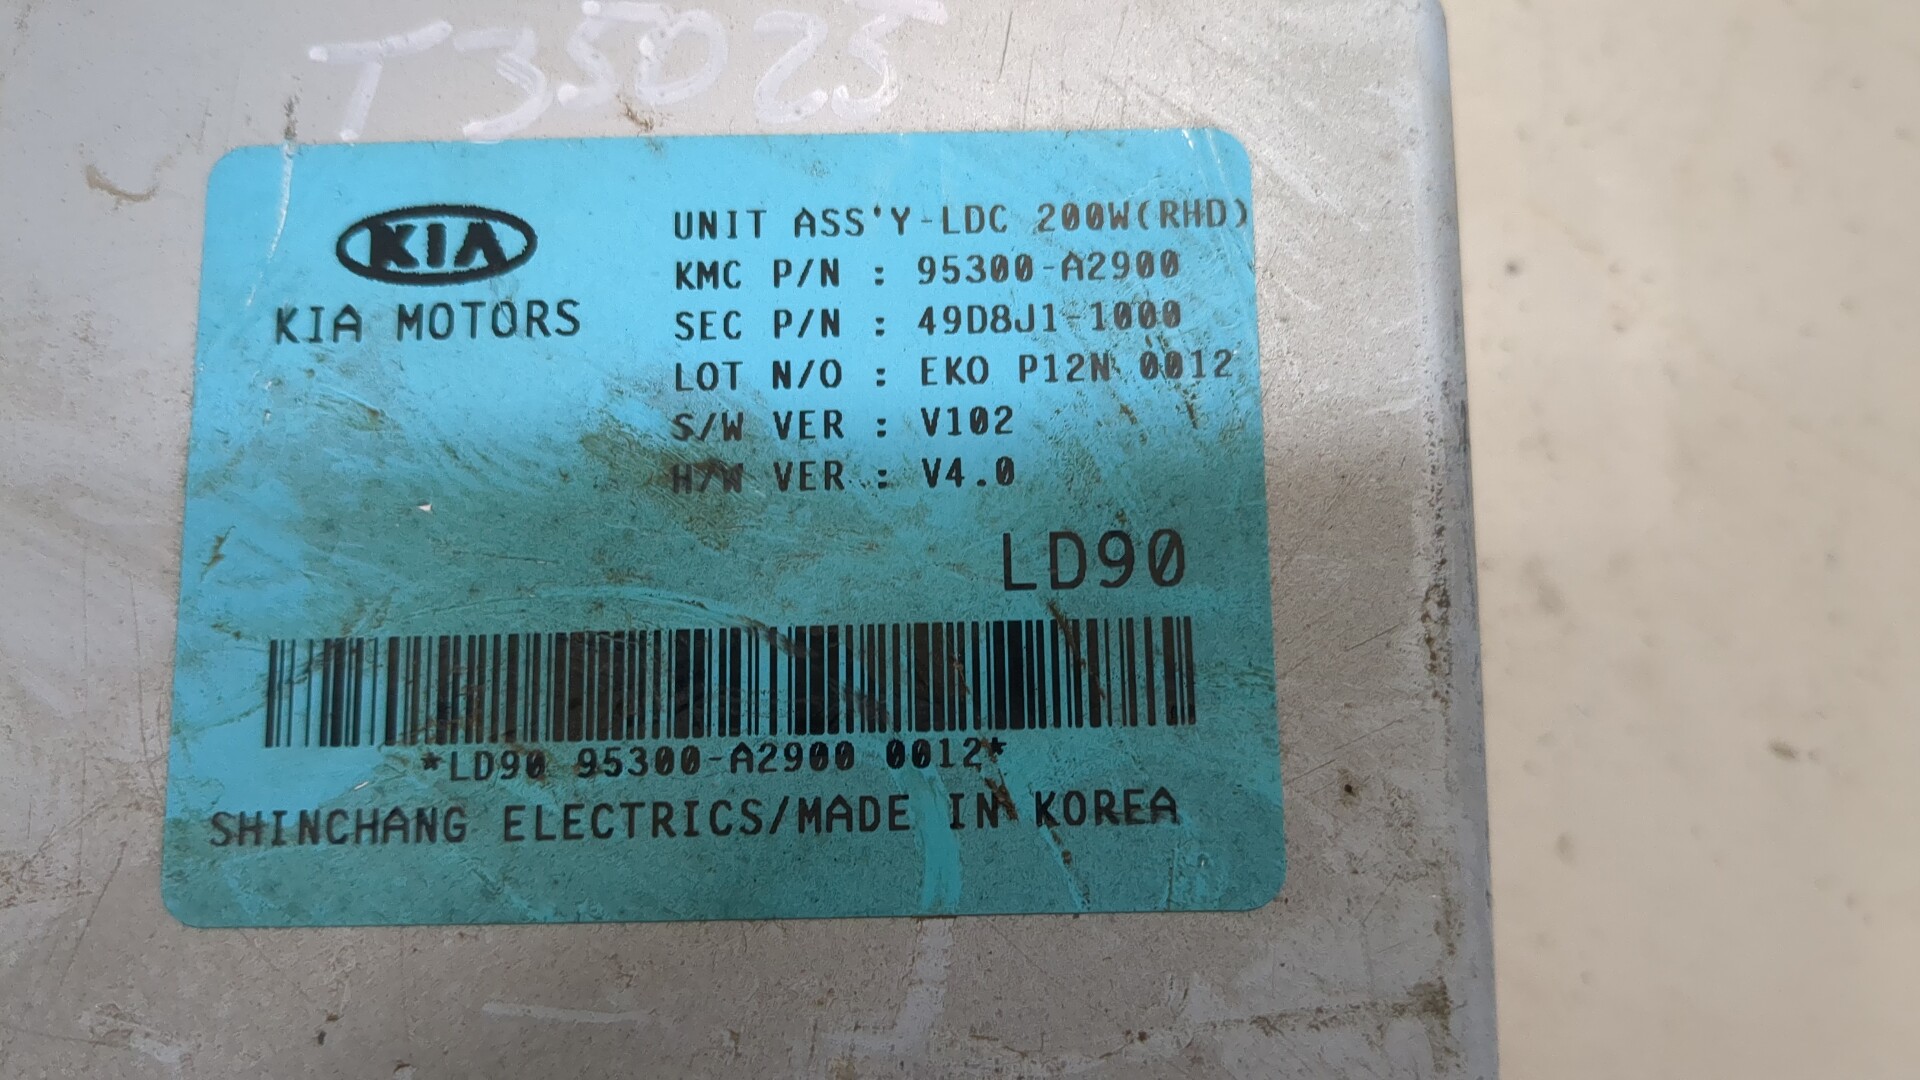 T35025
KIA
KIA MOTORS
UNIT ASS'Y-LDC 200W(RHD)
KMC P/N : 95300-A2900
SEC P/N : 49D8J1-1000
LOT N/O : EKO P12N 0012
S/W VER : V102
H/W VER : V4.0
LD90
*LD90 95300-A2900 0012*
SHINCHANG ELECTRICS/MADE IN KOREA